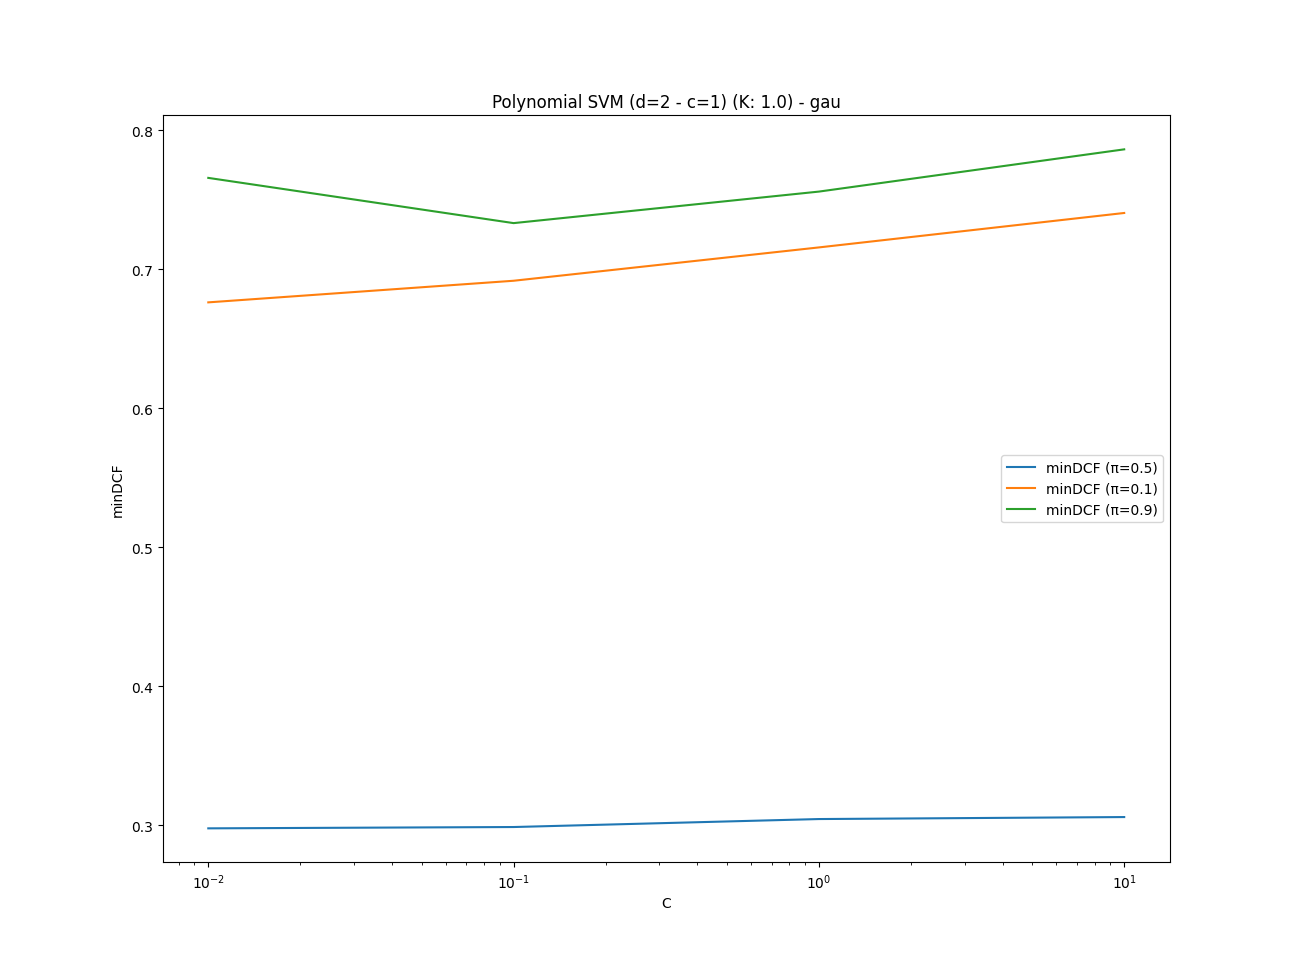 Polynomial SVM (d=2 - c=1) (K: 1.0) - gau
0.8
0.7
0.6
0.5
0.4
0.3
minDCF
minDCF (π=0.5)
minDCF (π=0.1)
minDCF (π=0.9)
10⁻²
10⁻¹
10⁰
10¹
C